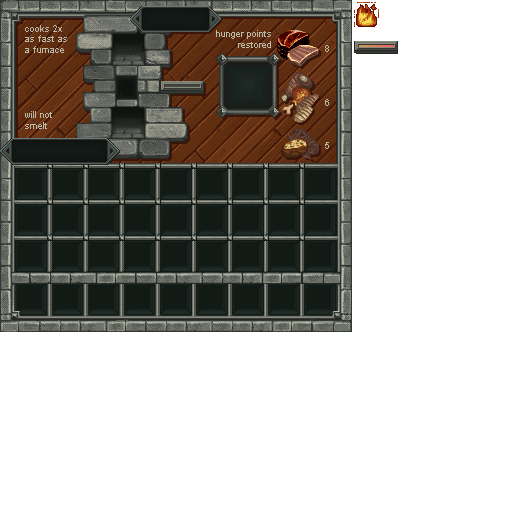 cooks 2x
as fast as
a furnace
hunger points
restored
8
6
5
will not
smelt